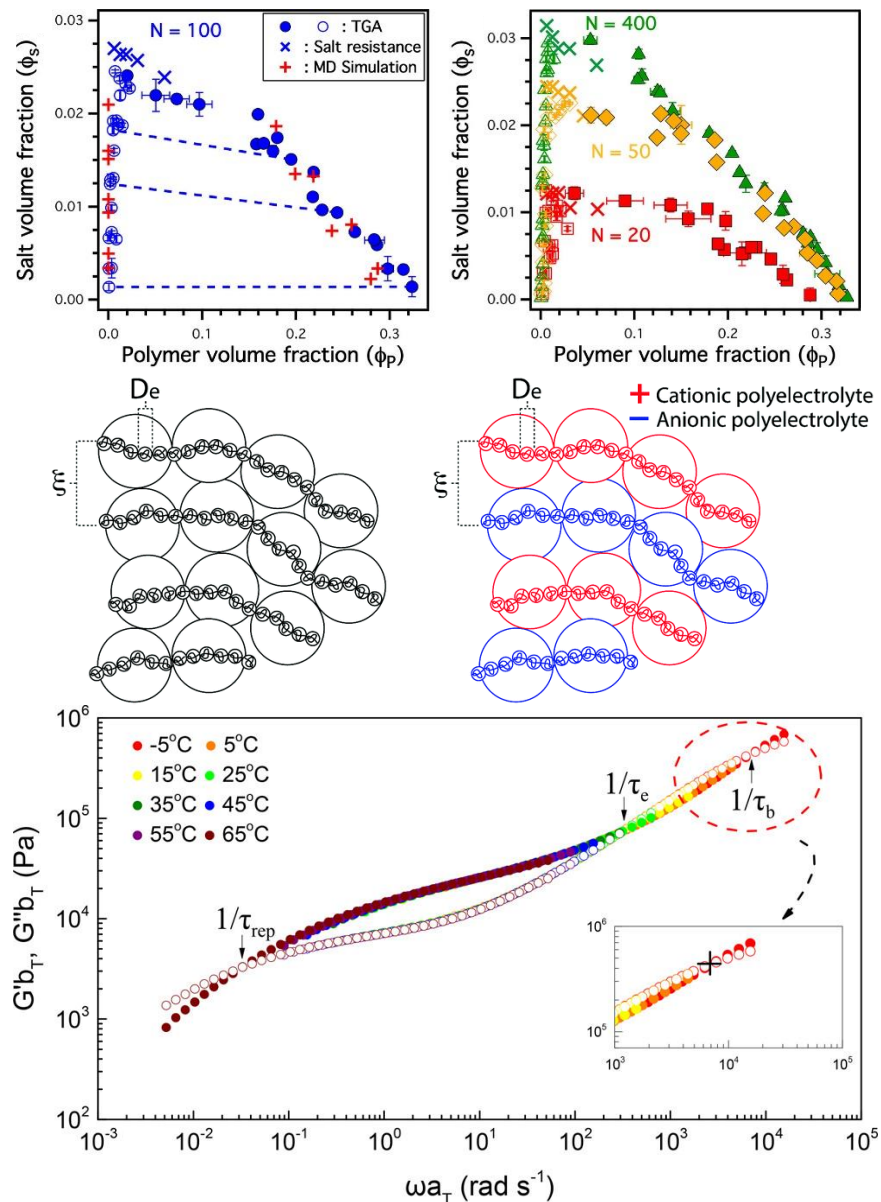 N = 100
: TGA
: Salt resistance
: MD Simulation
Salt volume fraction (ϕS)
0.03
0.02
0.01
0.00
0.0 0.1 0.2 0.3
Polymer volume fraction (ϕP)
N = 400
N = 50
N = 20
Salt volume fraction (ϕS)
0.03
0.02
0.01
0.00
0.0 0.1 0.2 0.3
Polymer volume fraction (ϕP)
De
ξ
De
ξ
+ Cationic polyelectrolyte
− Anionic polyelectrolyte
G'bT, G''bT (Pa)
10⁶
10⁵
10⁴
10³
10²
-5°C 5°C
15°C 25°C
35°C 45°C
55°C 65°C
1/τrep
1/τe
1/τb
10⁶
10⁵
10³ 10⁴ 10⁵
10⁻³ 10⁻² 10⁻¹ 10⁰ 10¹ 10² 10³ 10⁴ 10⁵
ωaT (rad s⁻¹)